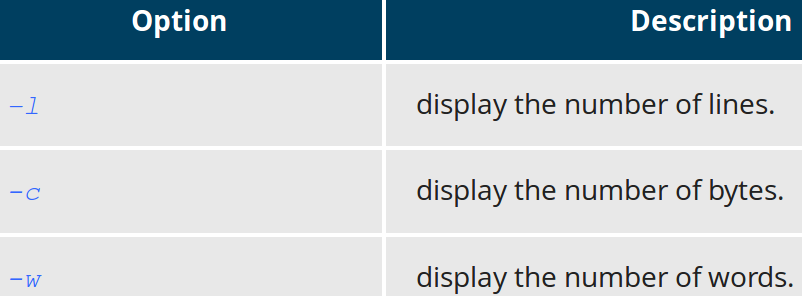 Option Description
-l display the number of lines.
-c display the number of bytes.
-w display the number of words.